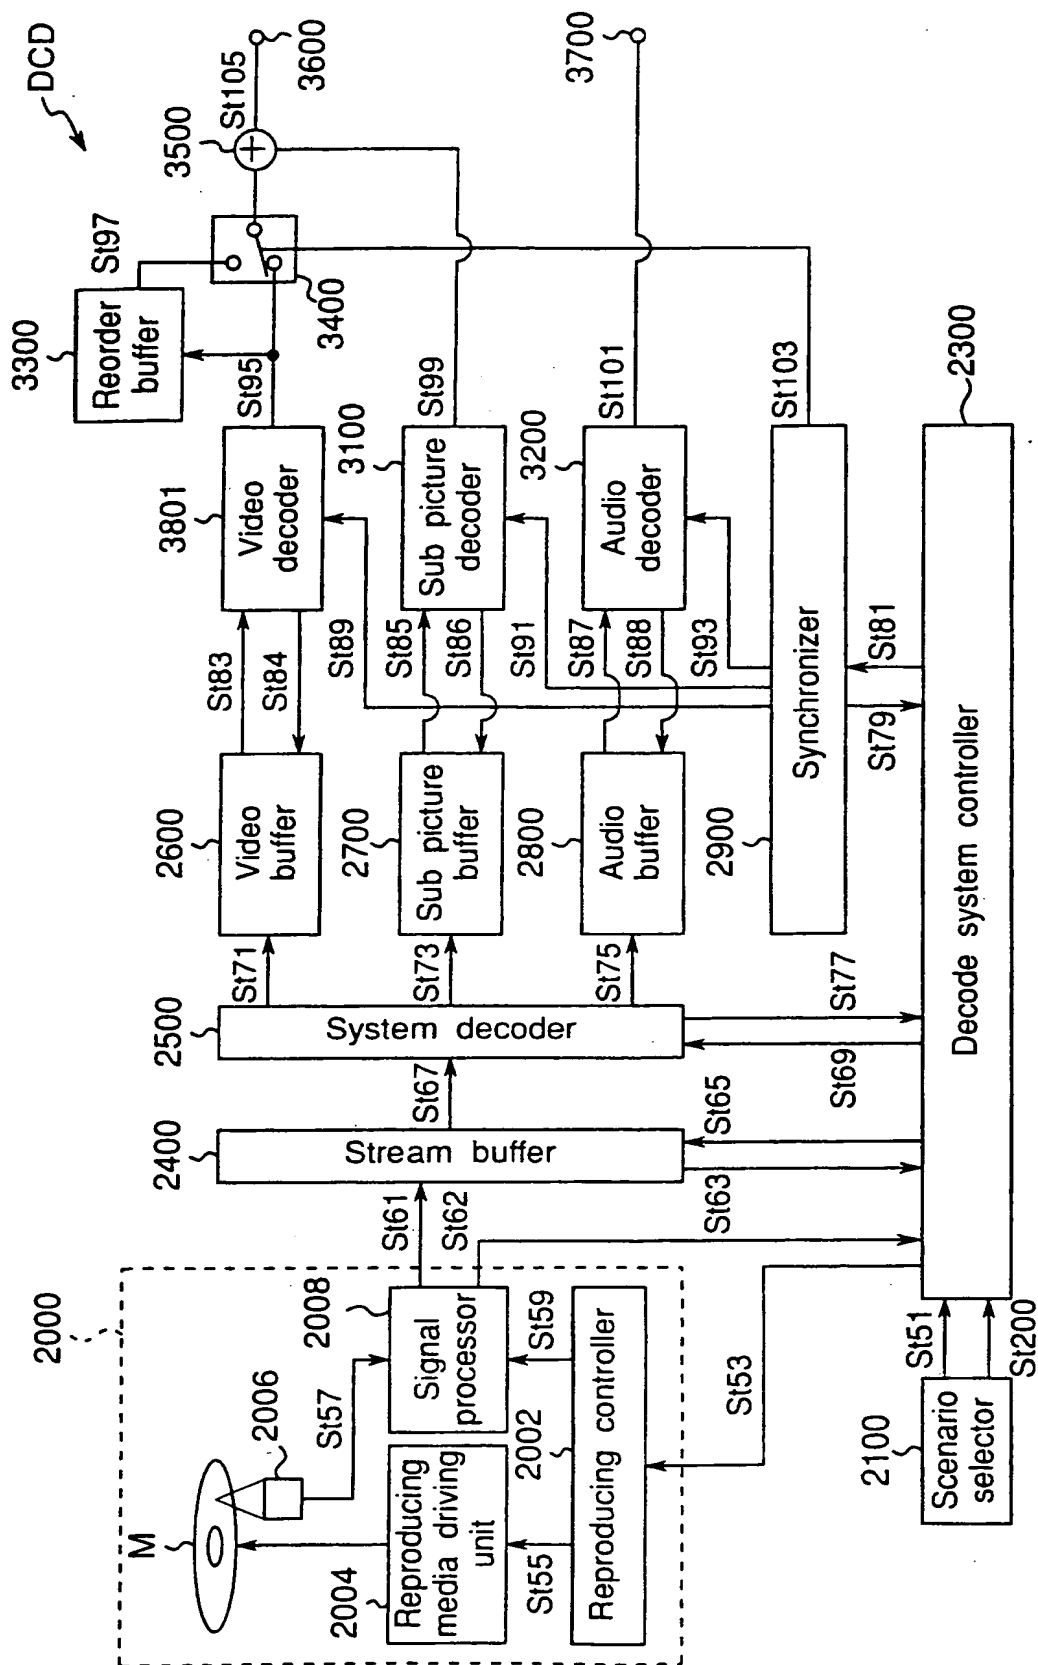 DCD
3600
St105
3500
3700
St97
3300
Reorder
buffer
3400
St95
St99
St101
St103
2300
3801
Video
decoder
3100
Sub picture
decoder
3200
Audio
decoder
St83
St84
St89
St85
St86
St91
St87
St88
St93
St81
St79
2600
Video
buffer
2700
Sub picture
buffer
2800
Audio
buffer
2900
Synchronizer
Decode system controller
St71
St73
St75
St77
2500
System decoder
St67
St69
St65
2400
Stream buffer
St61
St62
St63
2000
2008
Signal
processor
St59
2006
St57
2002
Reproducing controller
St53
M
2004
Reproducing
media driving
unit
St55
St51
St200
2100
Scenario
selector